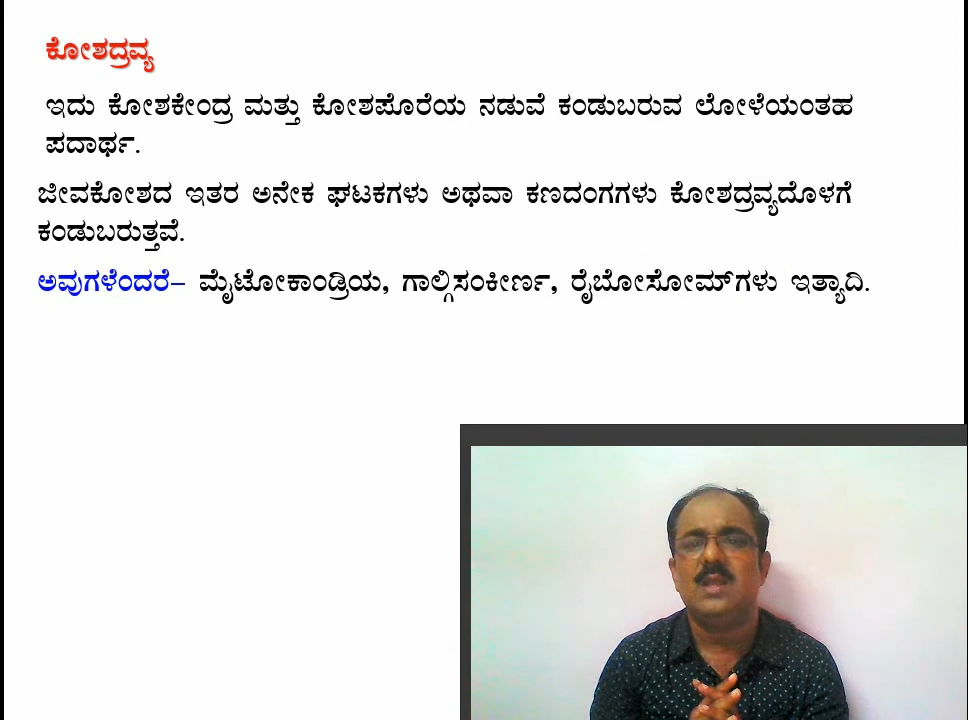 ಕೋಶದ್ರವ್ಯ
ಇದು ಕೋಶಕೇಂದ್ರ ಮತ್ತು ಕೋಶಪೊರೆಯ ನಡುವೆ ಕಂಡುಬರುವ ಲೋಳೆಯಂತಹ
ಪದಾರ್ಥ.
ಜೀವಕೋಶದ ಇತರ ಅನೇಕ ಘಟಕಗಳು ಅಥವಾ ಕಣದಂಗಗಳು ಕೋಶದ್ರವ್ಯದೊಳಗೆ
ಕಂಡುಬರುತ್ತವೆ.
ಅವುಗಳೆಂದರೆ– ಮೈಟೋಕಾಂಡ್ರಿಯ, ಗಾಲ್ಗಿಸಂಕೀರ್ಣ, ರೈಬೋಸೋಮ್‌ಗಳು ಇತ್ಯಾದಿ.